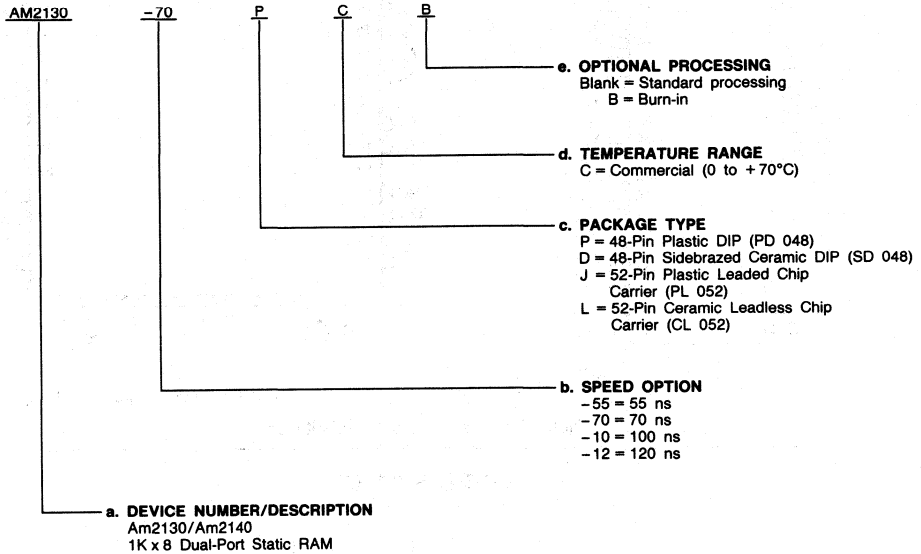 AM2130 -70 P C B
e. OPTIONAL PROCESSING
Blank = Standard processing
B = Burn-in
d. TEMPERATURE RANGE
C = Commercial (0 to +70°C)
c. PACKAGE TYPE
P = 48-Pin Plastic DIP (PD 048)
D = 48-Pin Sidebrazed Ceramic DIP (SD 048)
J = 52-Pin Plastic Leaded Chip
Carrier (PL 052)
L = 52-Pin Ceramic Leadless Chip
Carrier (CL 052)
b. SPEED OPTION
-55 = 55 ns
-70 = 70 ns
-10 = 100 ns
-12 = 120 ns
a. DEVICE NUMBER/DESCRIPTION
Am2130/Am2140
1K x 8 Dual-Port Static RAM